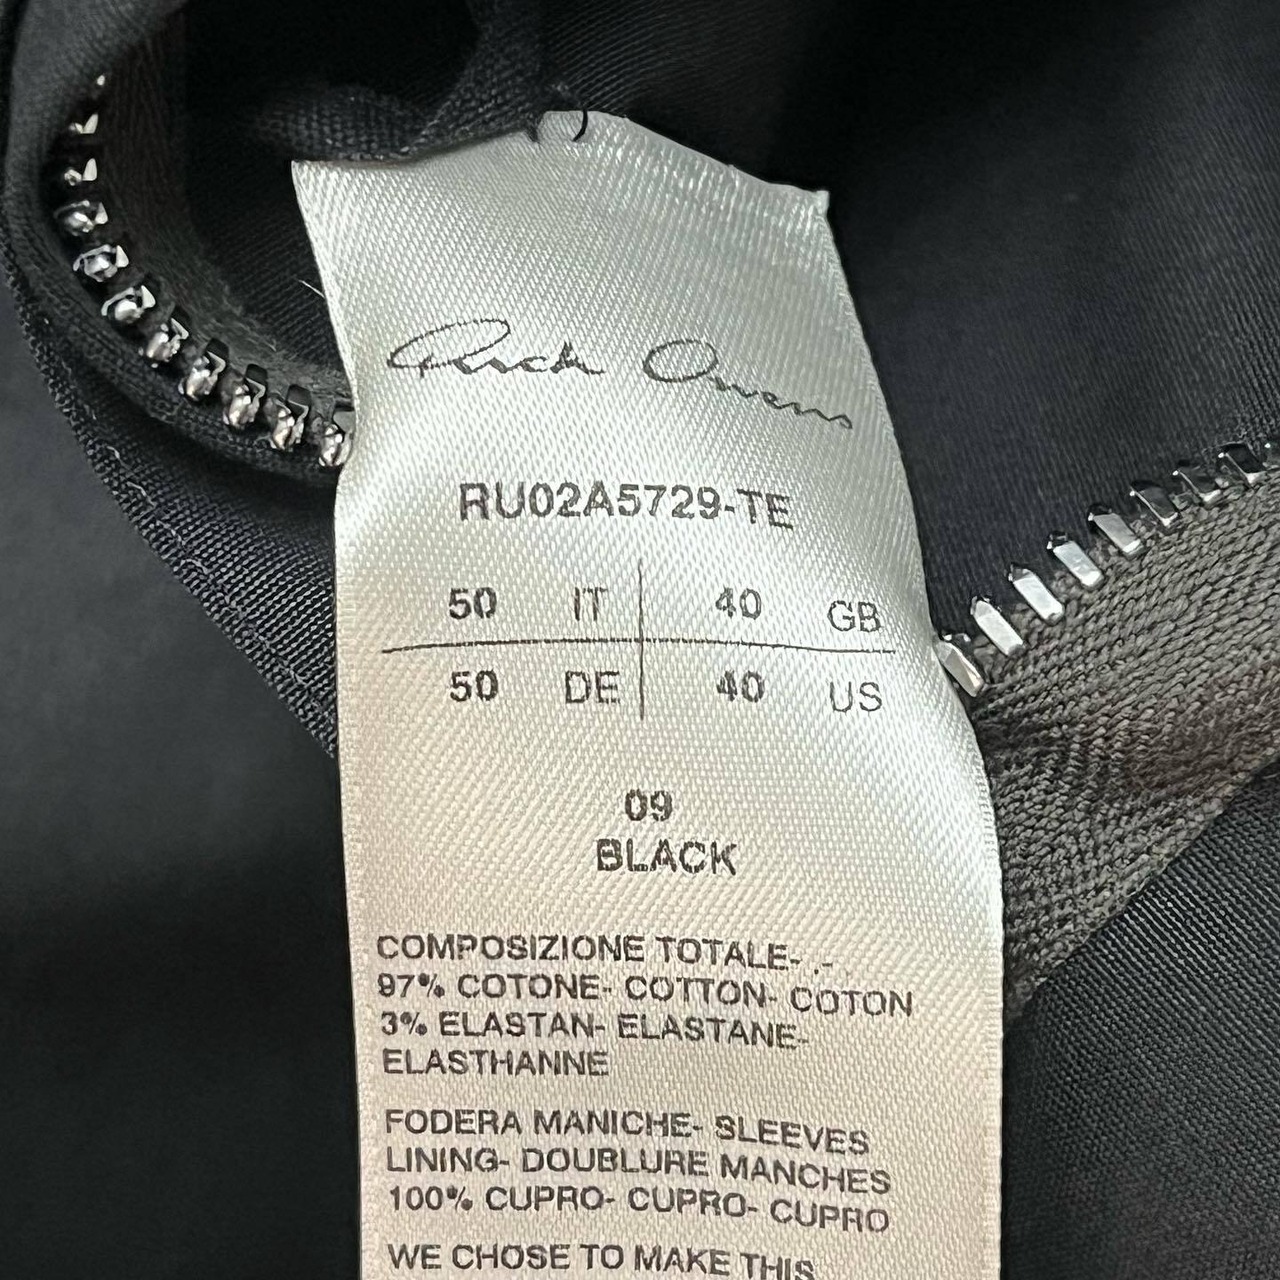 Rick Owens
RU02A5729-TE
50 IT 40 GB
50 DE 40 US
09
BLACK
COMPOSIZIONE TOTALE- .-
97% COTONE- COTTON- COTON
3% ELASTAN- ELASTANE-
ELASTHANNE
FODERA MANICHE- SLEEVES
LINING- DOUBLURE MANCHES
100% CUPRO- CUPRO- CUPRO
WE CHOSE TO MAKE THIS